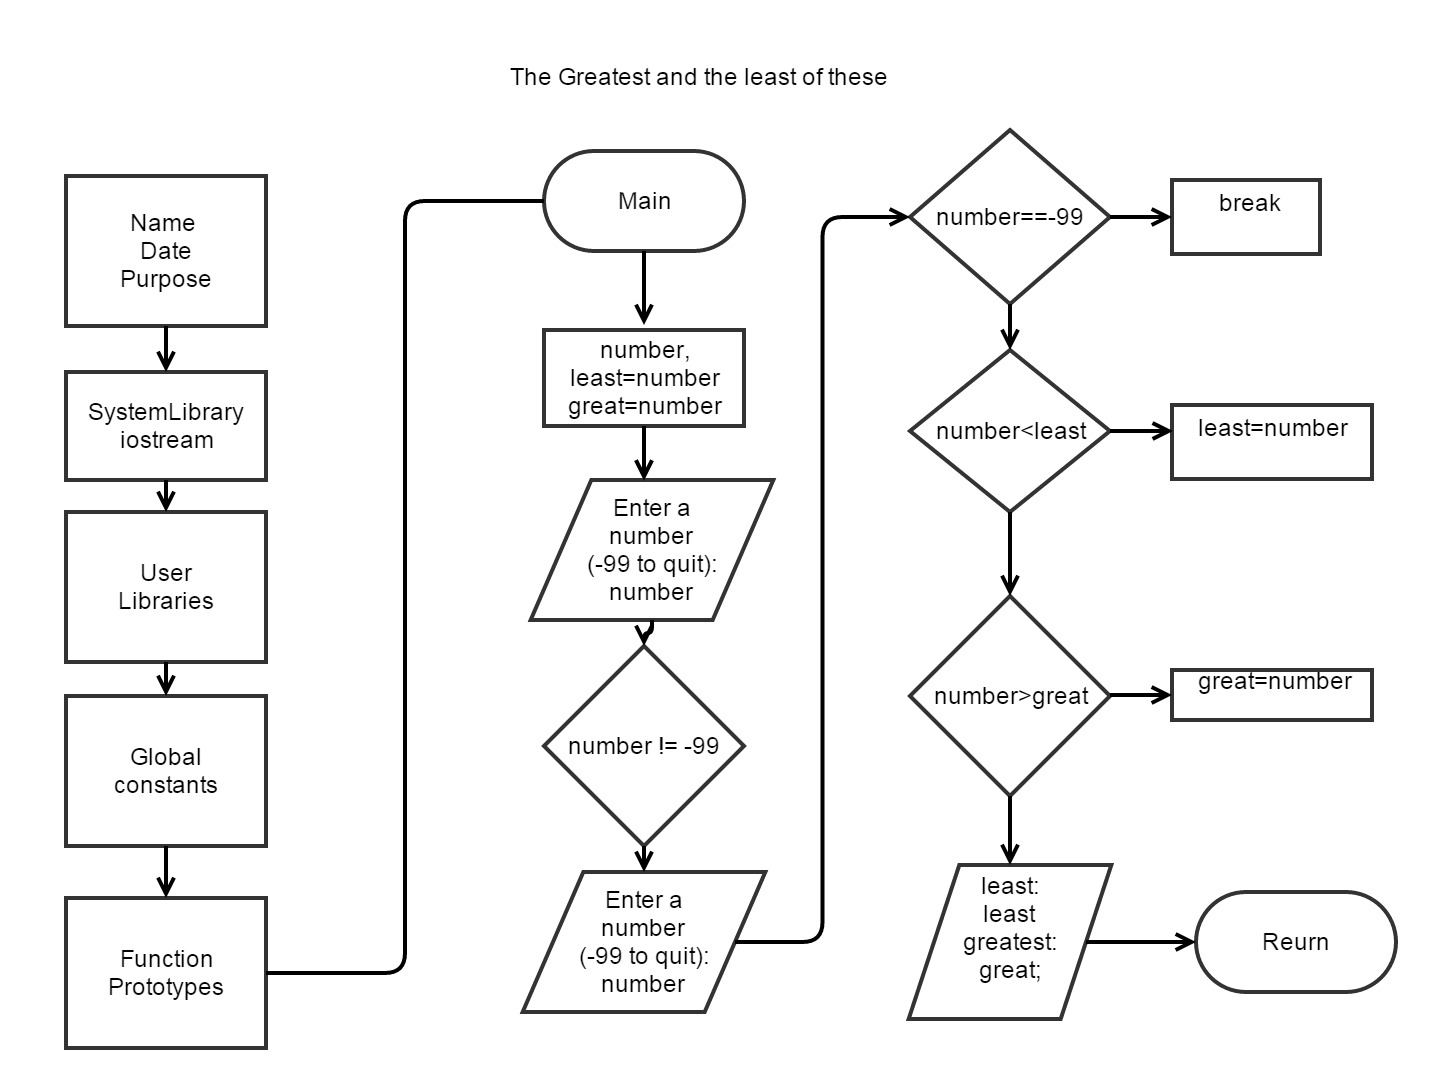 The Greatest and the least of these
Name
Date
Purpose
SystemLibrary
iostream
User
Libraries
Global
constants
Function
Prototypes
Main
number,
least=number
great=number
Enter a
number
(-99 to quit):
number
number != -99
Enter a
number
(-99 to quit):
number
number==-99
break
number<least
least=number
number>great
great=number
least:
least
greatest:
great;
Reurn